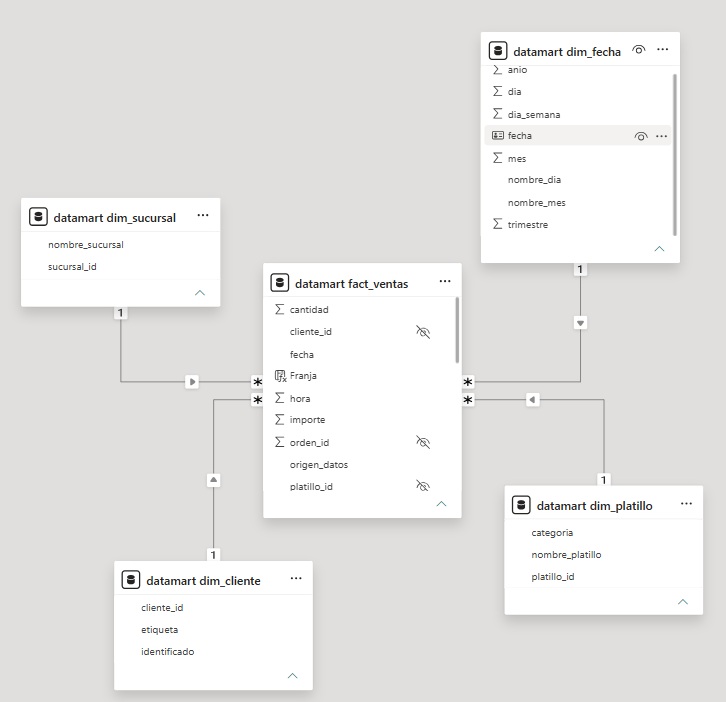 datamart dim_fecha
anio
dia
dia_semana
fecha
mes
nombre_dia
nombre_mes
trimestre
1
datamart dim_sucursal
nombre_sucursal
sucursal_id
1
datamart fact_ventas
cantidad
cliente_id
fecha
Franja
hora
importe
orden_id
origen_datos
platillo_id
*
*
*
*
1
datamart dim_platillo
categoria
nombre_platillo
platillo_id
1
datamart dim_cliente
cliente_id
etiqueta
identificado